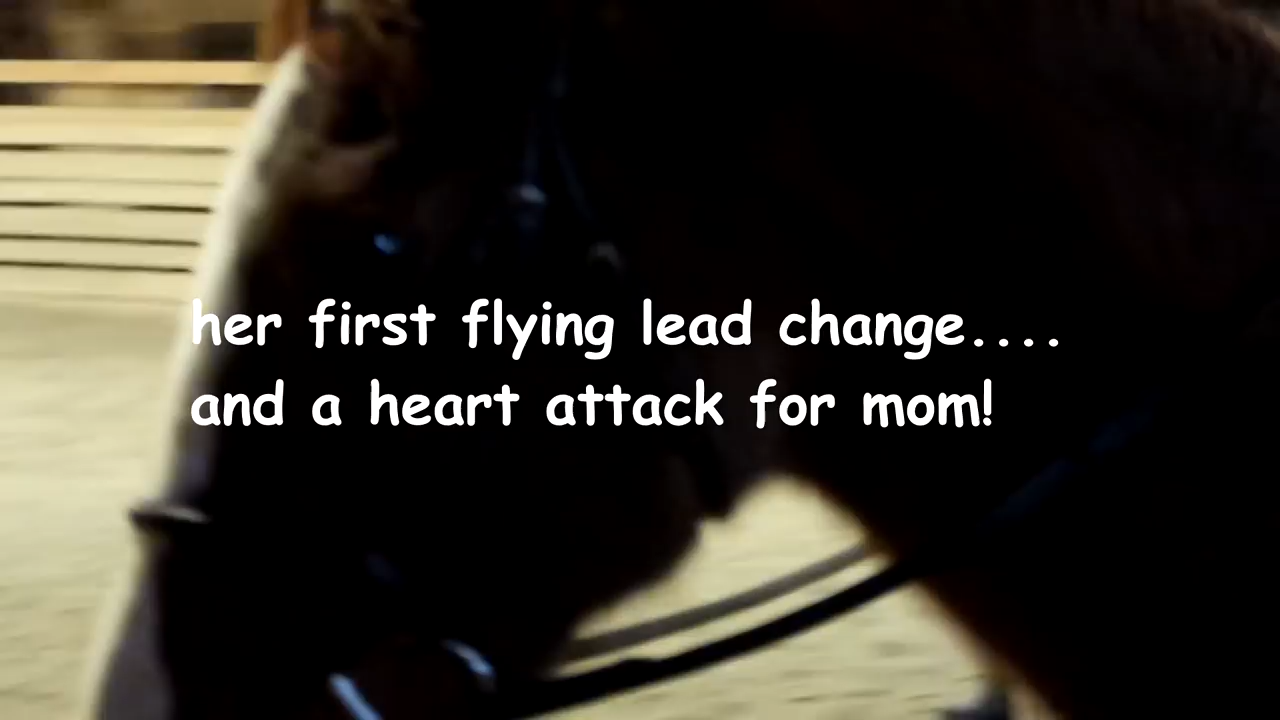 her first flying lead change....
and a heart attack for mom!